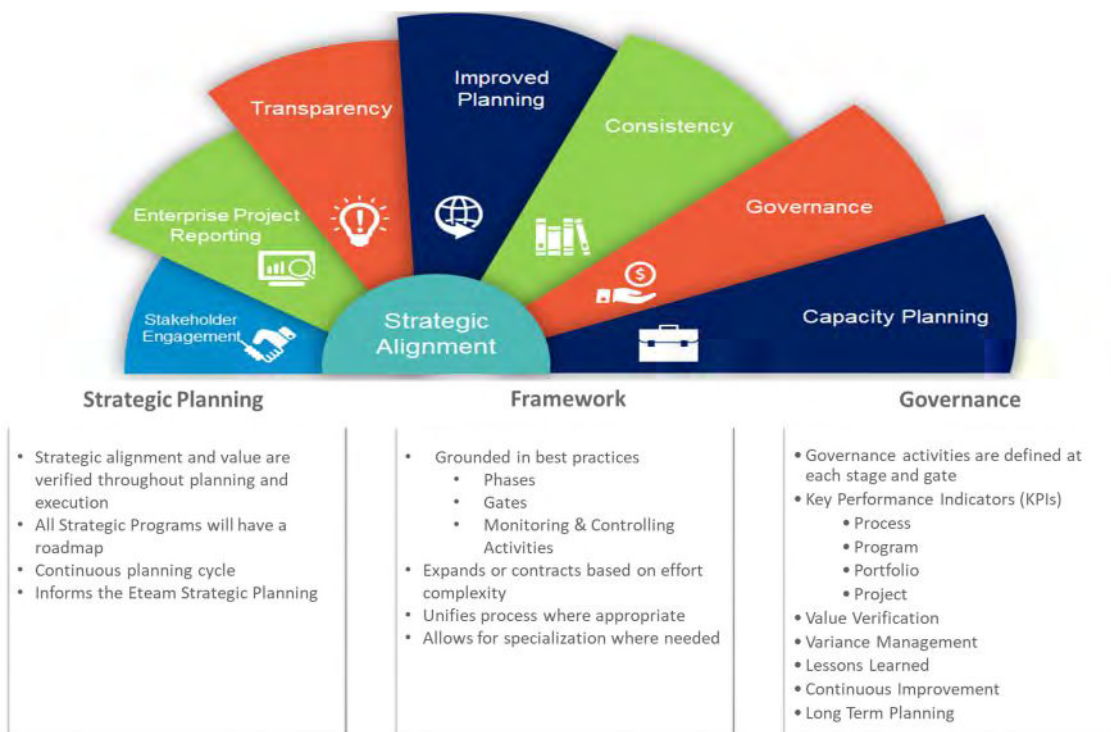 Improved
Planning
Transparency
Consistency
Enterprise Project
Reporting
Governance
Stakeholder
Engagement
Strategic
Alignment
Capacity Planning
$
Strategic Planning
• Strategic alignment and value are
verified throughout planning and
execution
• All Strategic Programs will have a
roadmap
• Continuous planning cycle
• Informs the Eteam Strategic Planning
Framework
• Grounded in best practices
• Phases
• Gates
• Monitoring & Controlling
Activities
• Expands or contracts based on effort
complexity
• Unifies process where appropriate
• Allows for specialization where needed
Governance
• Governance activities are defined at
each stage and gate
• Key Performance Indicators (KPIs)
• Process
• Program
• Portfolio
• Project
• Value Verification
• Variance Management
• Lessons Learned
• Continuous Improvement
• Long Term Planning